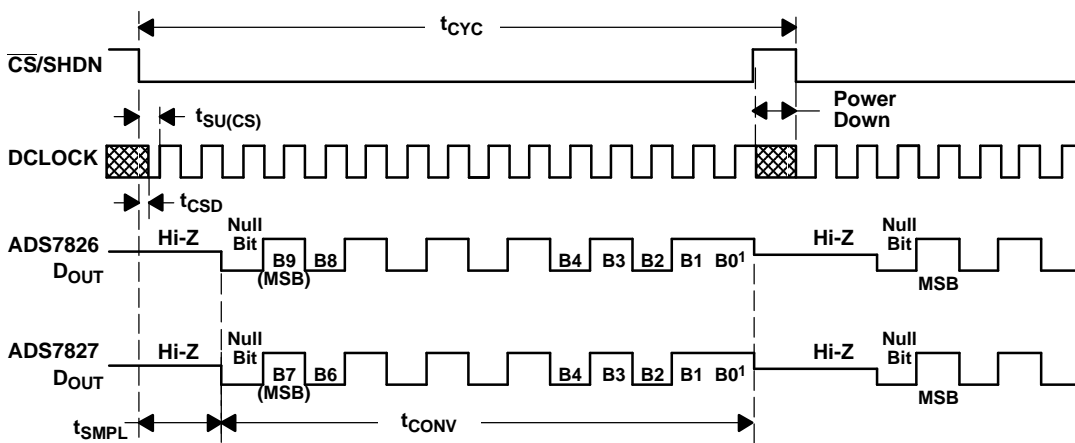 tCYC
CS/SHDN
Power
Down
tSU(CS)
DCLOCK
tCSD
ADS7826
DOUT
Hi-Z
Null
Bit
B9
(MSB)
B8
B4
B3
B2
B1
B0¹
Hi-Z
Null
Bit
MSB
ADS7827
DOUT
Hi-Z
Null
Bit
B7
(MSB)
B6
B4
B3
B2
B1
B0¹
Hi-Z
Null
Bit
MSB
tSMPL
tCONV